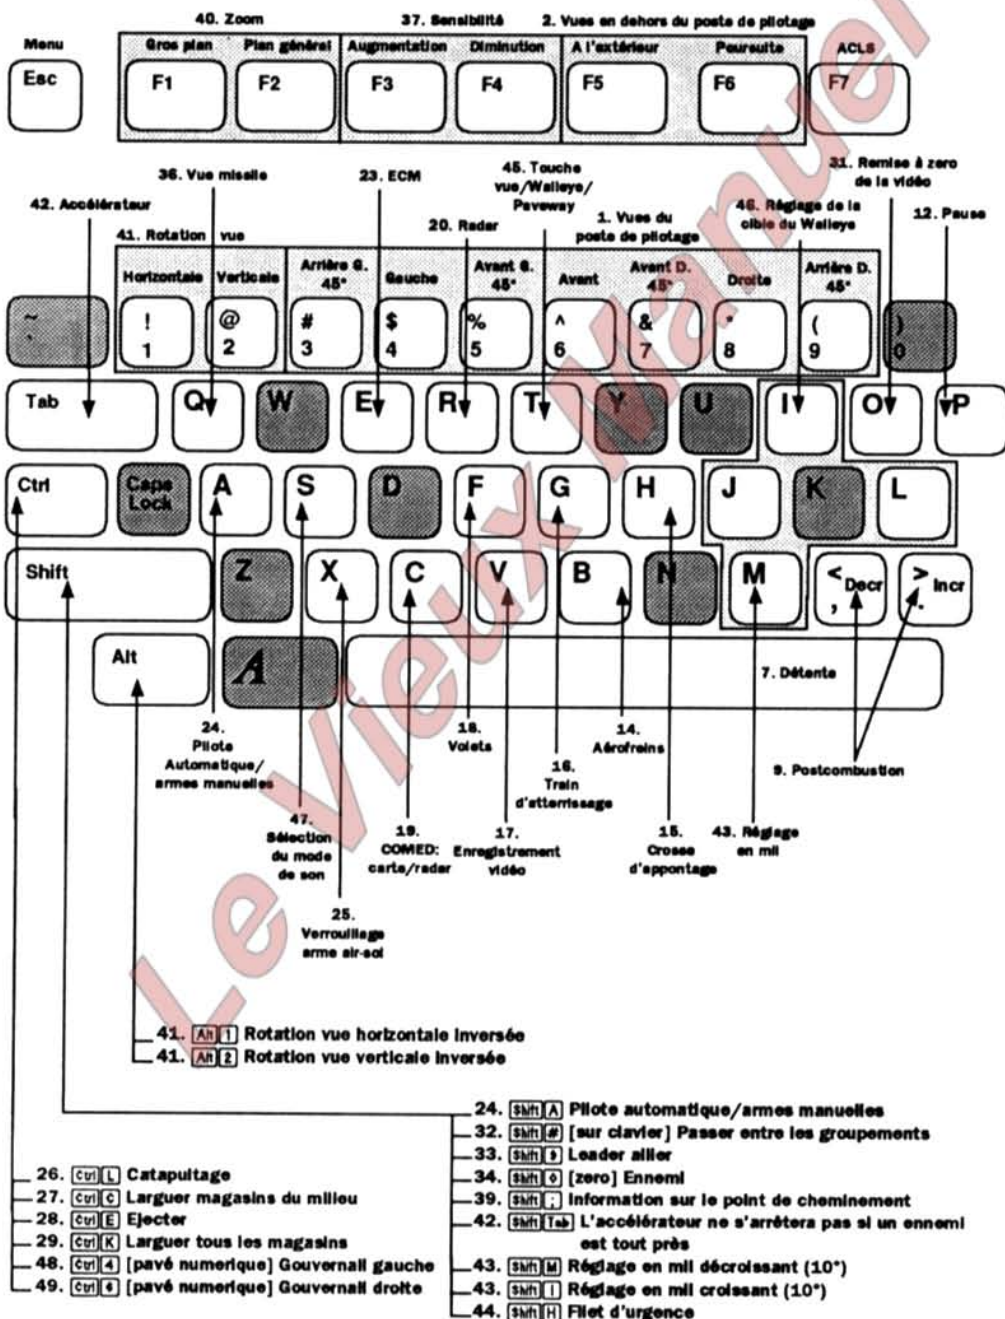 40. Zoom
37. Sensibilité
2. Vues en dehors du poste de pilotage
Menu
Gros plan
Plan général
Augmentation
Diminution
A l'extérieur
Poursuite
ACLS
Esc
F1
F2
F3
F4
F5
F6
F7
42. Accélérateur
36. Vue missile
23. ECM
20. Radar
45. Touche
vue/Walleye/
Paveway
1. Vues du
poste de pilotage
46. Réglage de la
cible du Walleye
31. Remise à zero
de la vidéo
12. Pause
41. Rotation vue
Horizontale
Verticale
Arrière G.
45°
Gauche
Avant G.
45°
Avant
Avant D.
45°
Droite
Arrière D.
45°
~
`
!
1
@
2
#
3
$
4
%
5
^
6
&
7
*
8
(
9
)
0
Tab
Q
W
E
R
T
Y
U
I
O
P
Ctrl
Caps
Lock
A
S
D
F
G
H
J
K
L
Shift
Z
X
C
V
B
N
M
<
, Decr
>
. Incr
Alt
A
7. Détente
24.
Pilote
Automatique/
armes manuelles
47.
Sélection
du mode
de son
25.
Verrouillage
arme air-sol
19.
COMED:
carte/radar
18.
Volets
17.
Enregistrement
vidéo
16.
Train
d'atterrissage
14.
Aérofreins
15.
Crosse
d'appontage
43. Réglage
en mil
9. Postcombustion
41. Alt 1 Rotation vue horizontale inversée
41. Alt 2 Rotation vue verticale inversée
26. Ctrl L Catapultage
27. Ctrl C Larguer magasins du milieu
28. Ctrl E Ejecter
29. Ctrl K Larguer tous les magasins
48. Ctrl 4 [pavé numerique] Gouvernail gauche
49. Ctrl 6 [pavé numerique] Gouvernail droite
24. Shift A Pilote automatique/armes manuelles
32. Shift # [sur clavier] Passer entre les groupements
33. Shift Leader allier
34. Shift 0 [zero] Ennemi
39. Shift ; Information sur le point de cheminement
42. Shift Tab L'accélérateur ne s'arrêtera pas si un ennemi
est tout près
43. Shift M Réglage en mil décroissant (10°)
43. Shift I Réglage en mil croissant (10°)
44. Shift H Filet d'urgence
Le Vieux Manuel